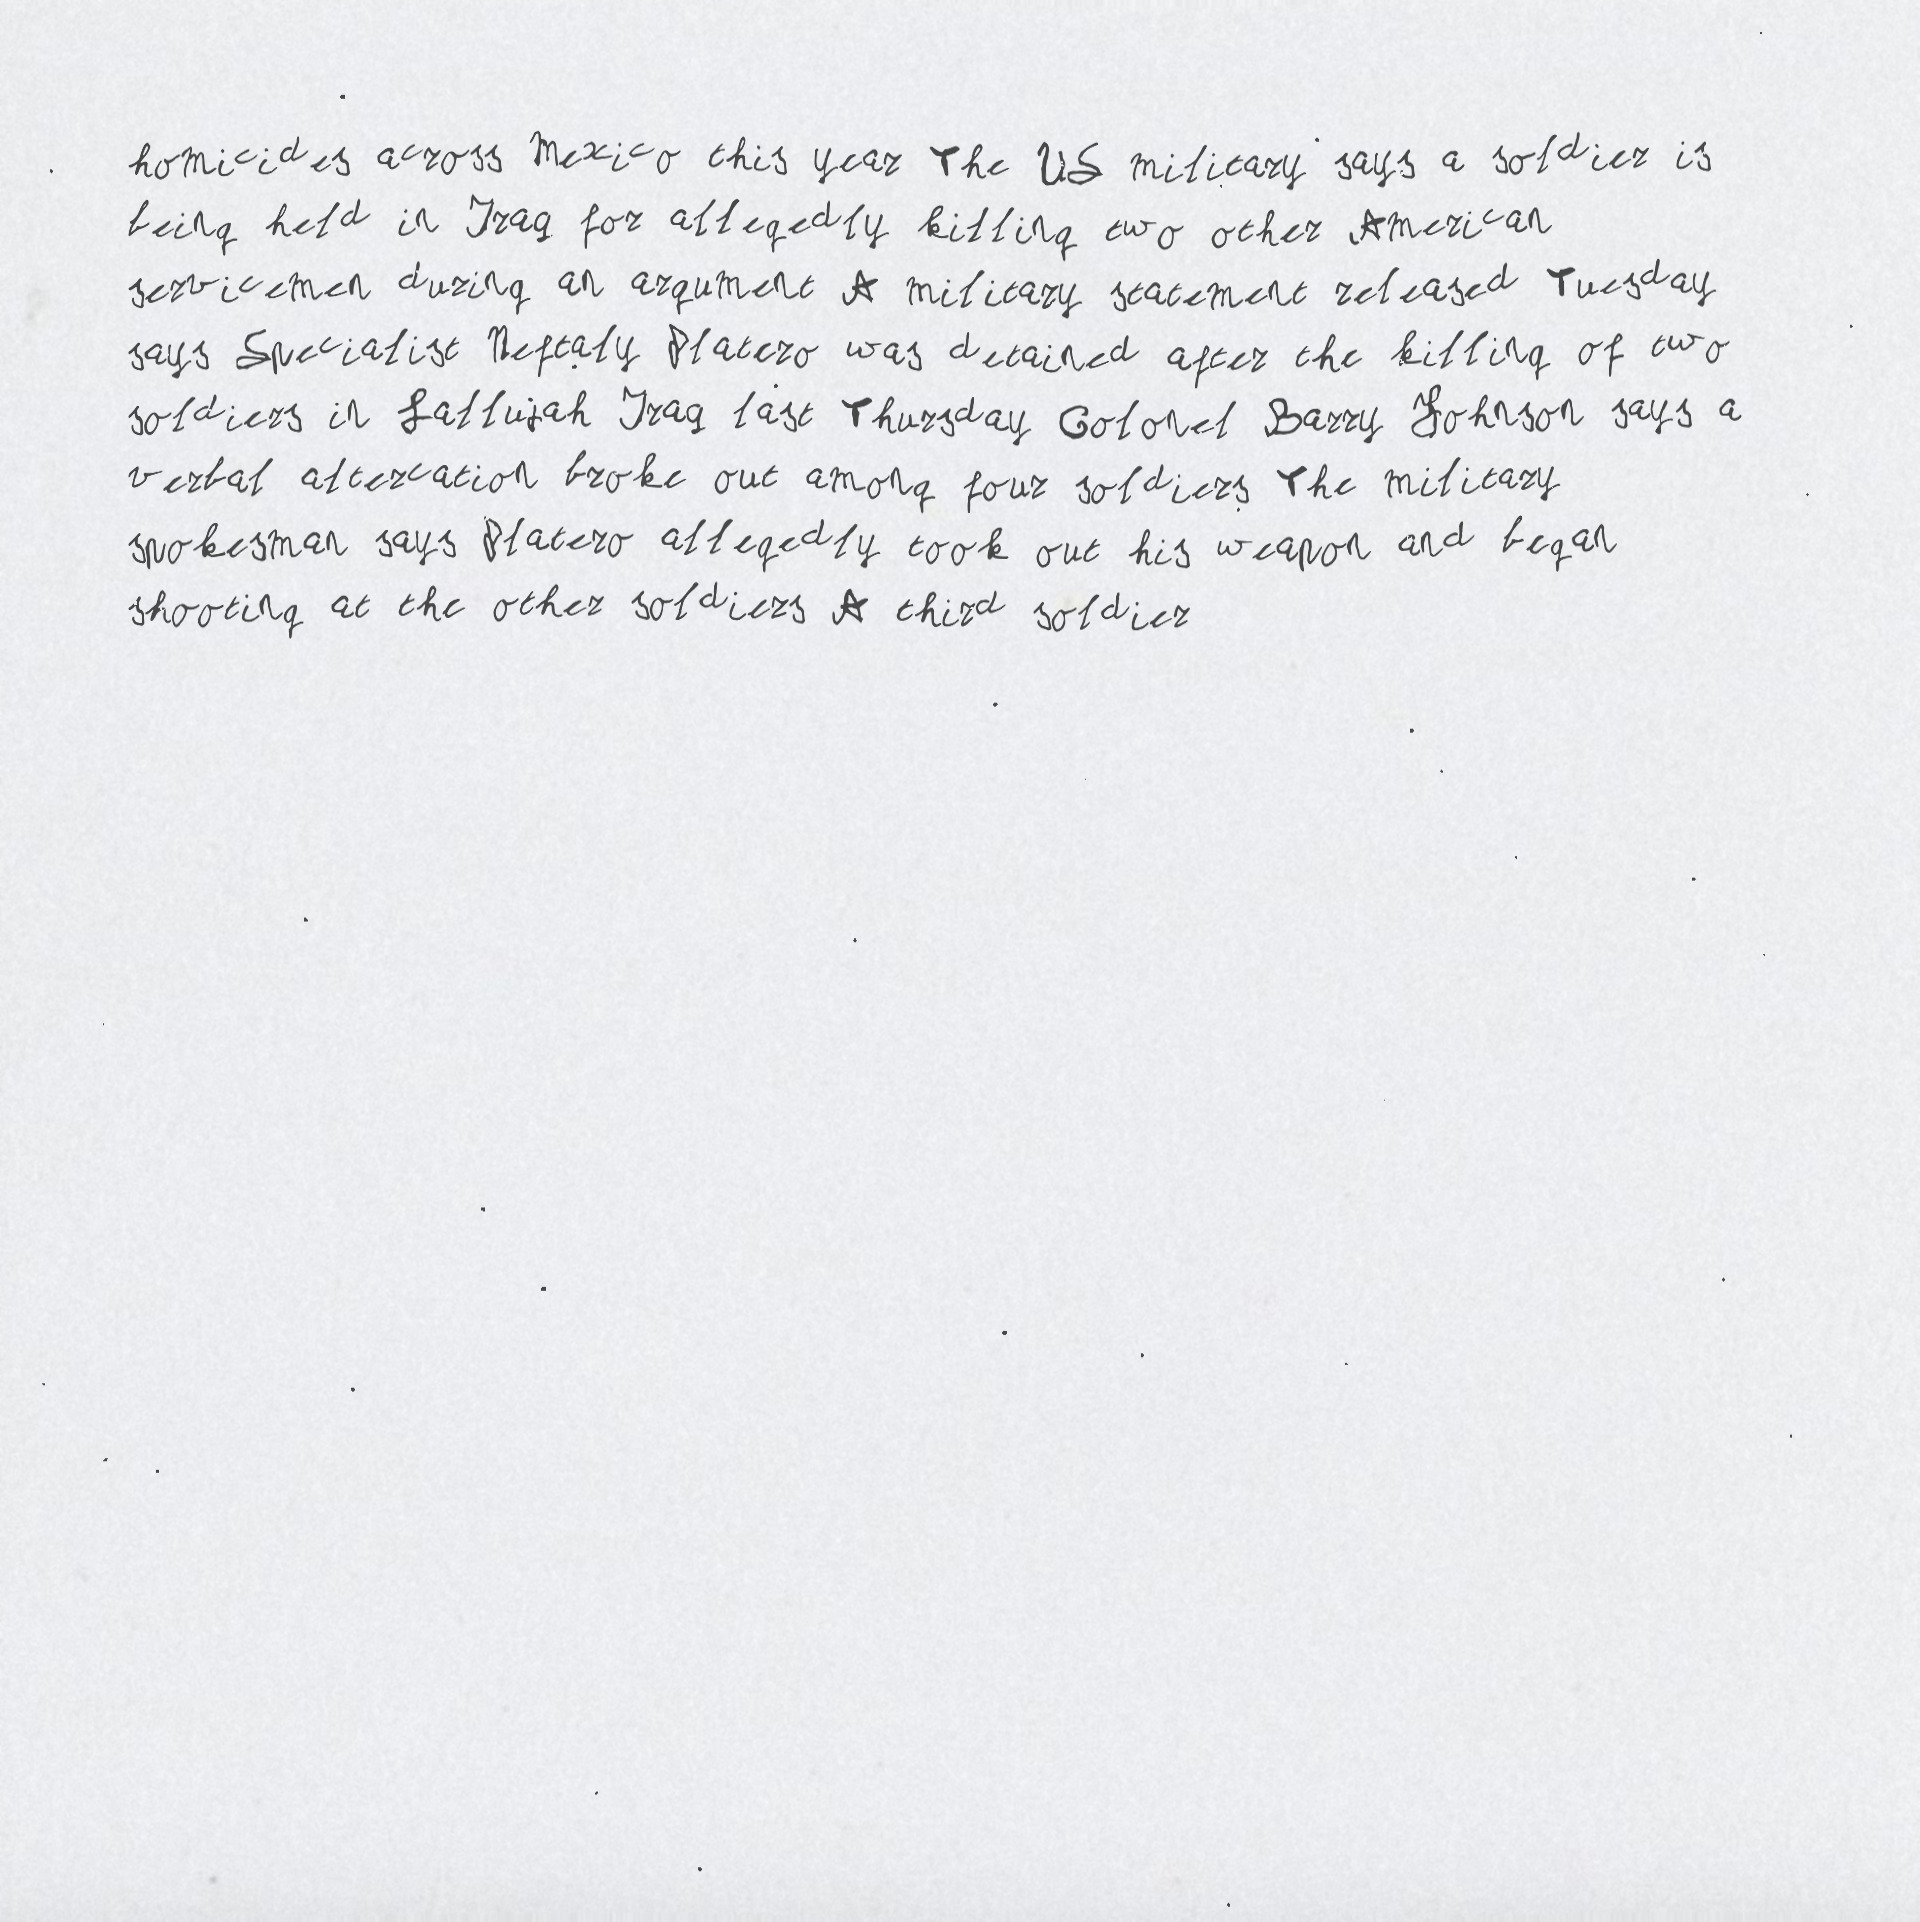 homicides across Mexico this year The US military says a soldier is
being held in Iraq for allegedly killing two other American
servicemen during an argument A military statement released Tuesday
says Specialist Neftaly Platero was detained after the killing of two
soldiers in Fallujah Iraq last Thursday Colonel Barry Johnson says a
verbal altercation broke out among four soldiers The military
spokesman says Platero allegedly took out his weapon and began
shooting at the other soldiers A third soldier